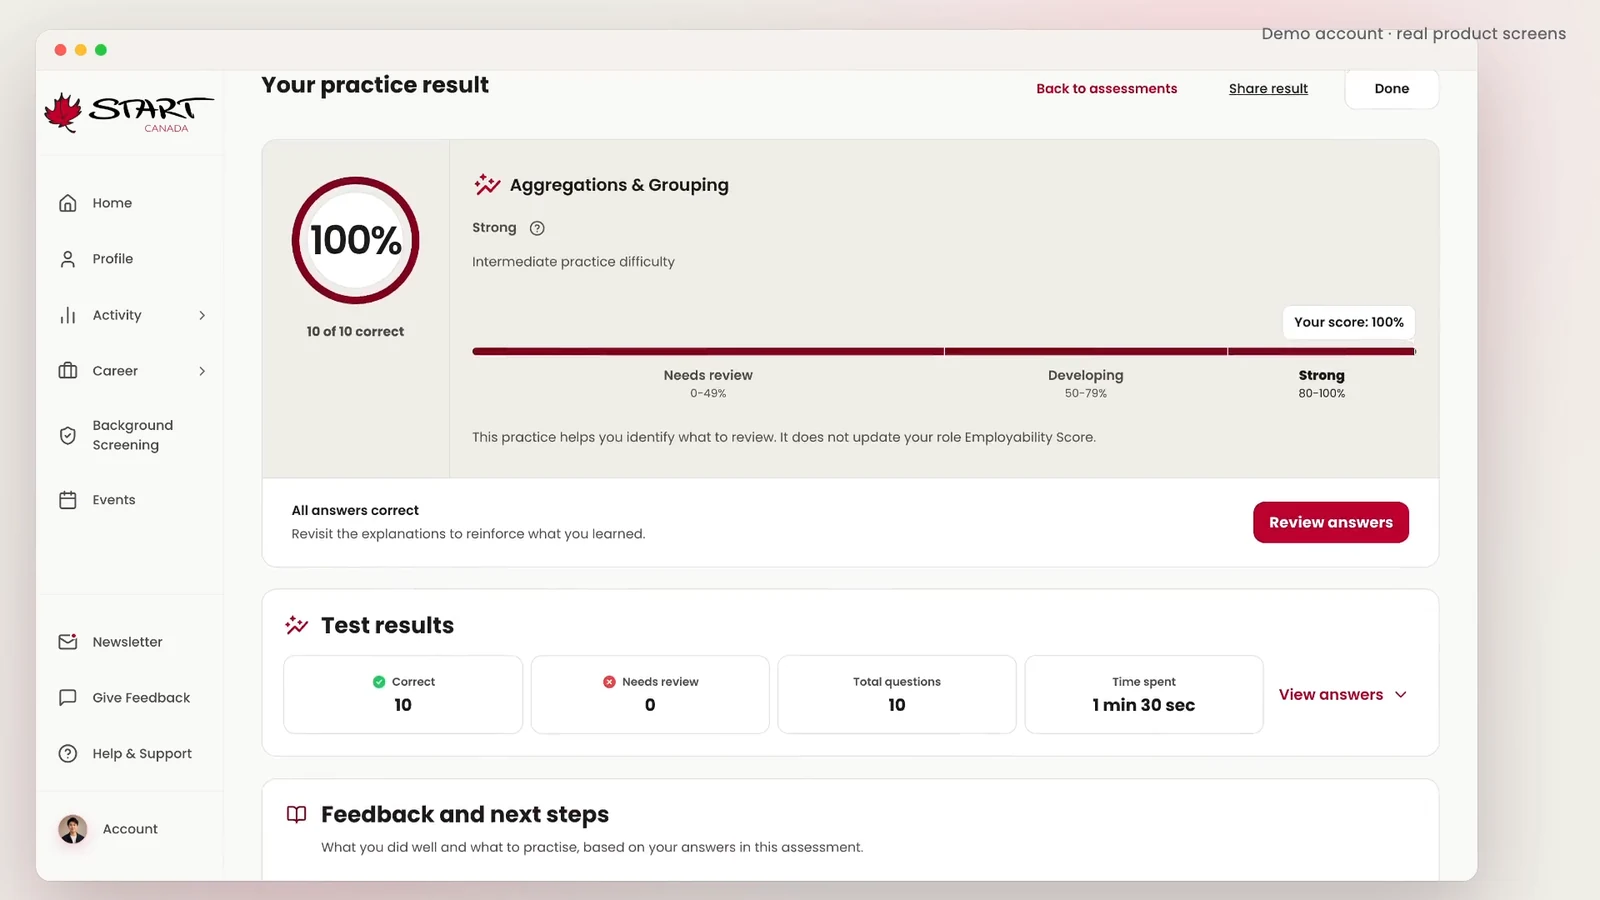 Demo account · real product screens
START
CANADA
Home
Profile
Activity
Career
Background
Screening
Events
Newsletter
Give Feedback
Help & Support
Account
Your practice result
Back to assessments
Share result
Done
100%
10 of 10 correct
Aggregations & Grouping
Strong
Intermediate practice difficulty
Your score: 100%
Needs review
0-49%
Developing
50-79%
Strong
80-100%
This practice helps you identify what to review. It does not update your role Employability Score.
All answers correct
Revisit the explanations to reinforce what you learned.
Review answers
Test results
Correct
10
Needs review
0
Total questions
10
Time spent
1 min 30 sec
View answers
Feedback and next steps
What you did well and what to practise, based on your answers in this assessment.